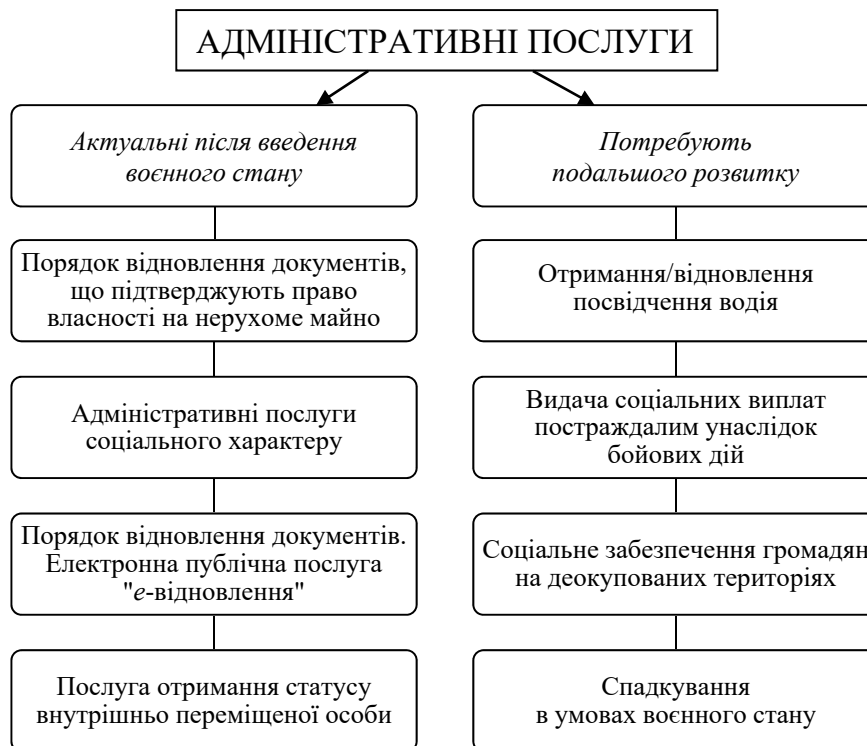 АДМІНІСТРАТИВНІ ПОСЛУГИ
Актуальні після введення
воєнного стану
Порядок відновлення документів,
що підтверджують право
власності на нерухоме майно
Адміністративні послуги
соціального характеру
Порядок відновлення документів.
Електронна публічна послуга
"е-відновлення"
Послуга отримання статусу
внутрішньо переміщеної особи
Потребують
подальшого розвитку
Отримання/відновлення
посвідчення водія
Видача соціальних виплат
постраждалим унаслідок
бойових дій
Соціальне забезпечення громадян
на деокупованих територіях
Спадкування
в умовах воєнного стану